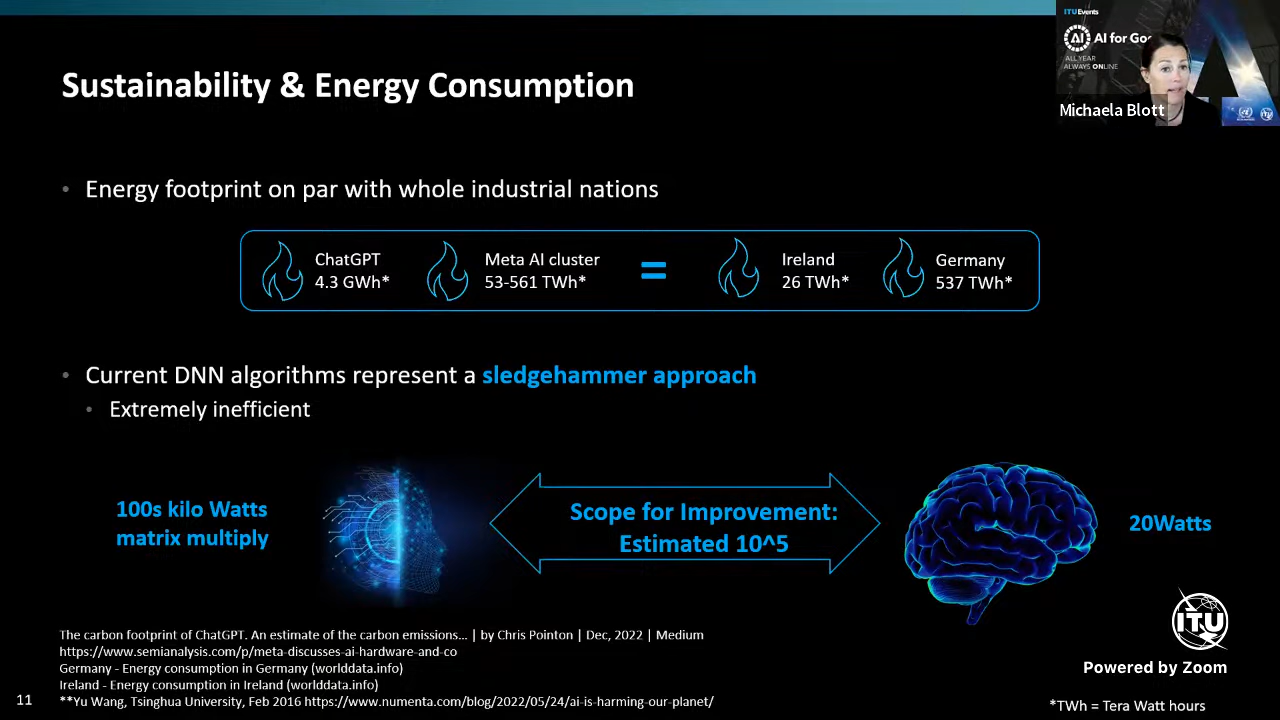 ITUEvents
AI
AI for Goo
ALL YEAR
ALWAYS ONLINE
Michaela Blott
Sustainability & Energy Consumption
• Energy footprint on par with whole industrial nations
ChatGPT
4.3 GWh*
Meta AI cluster
53-561 TWh*
=
Ireland
26 TWh*
Germany
537 TWh*
• Current DNN algorithms represent a sledgehammer approach
• Extremely inefficient
100s kilo Watts
matrix multiply
Scope for Improvement:
Estimated 10^5
20Watts
ITU
Powered by Zoom
The carbon footprint of ChatGPT. An estimate of the carbon emissions... | by Chris Pointon | Dec, 2022 | Medium
https://www.semianalysis.com/p/meta-discusses-ai-hardware-and-co
Germany - Energy consumption in Germany (worlddata.info)
Ireland - Energy consumption in Ireland (worlddata.info)
**Yu Wang, Tsinghua University, Feb 2016 https://www.numenta.com/blog/2022/05/24/ai-is-harming-our-planet/
11
*TWh = Tera Watt hours